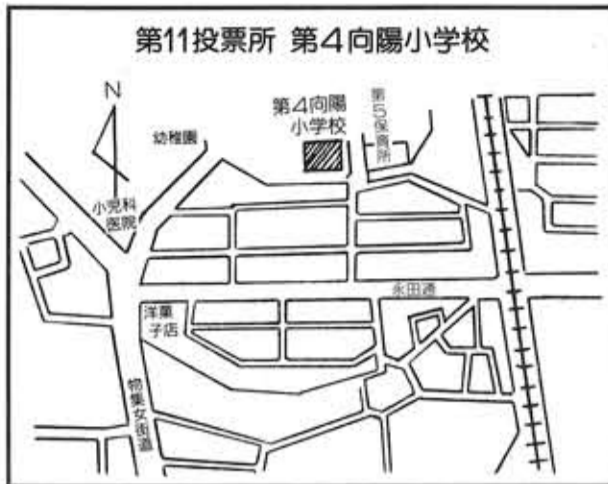 第11投票所 第4向陽小学校
N
幼稚園
第4向陽
小学校
第5保育所
小児科
医院
永田通
洋菓
子店
物集女街道